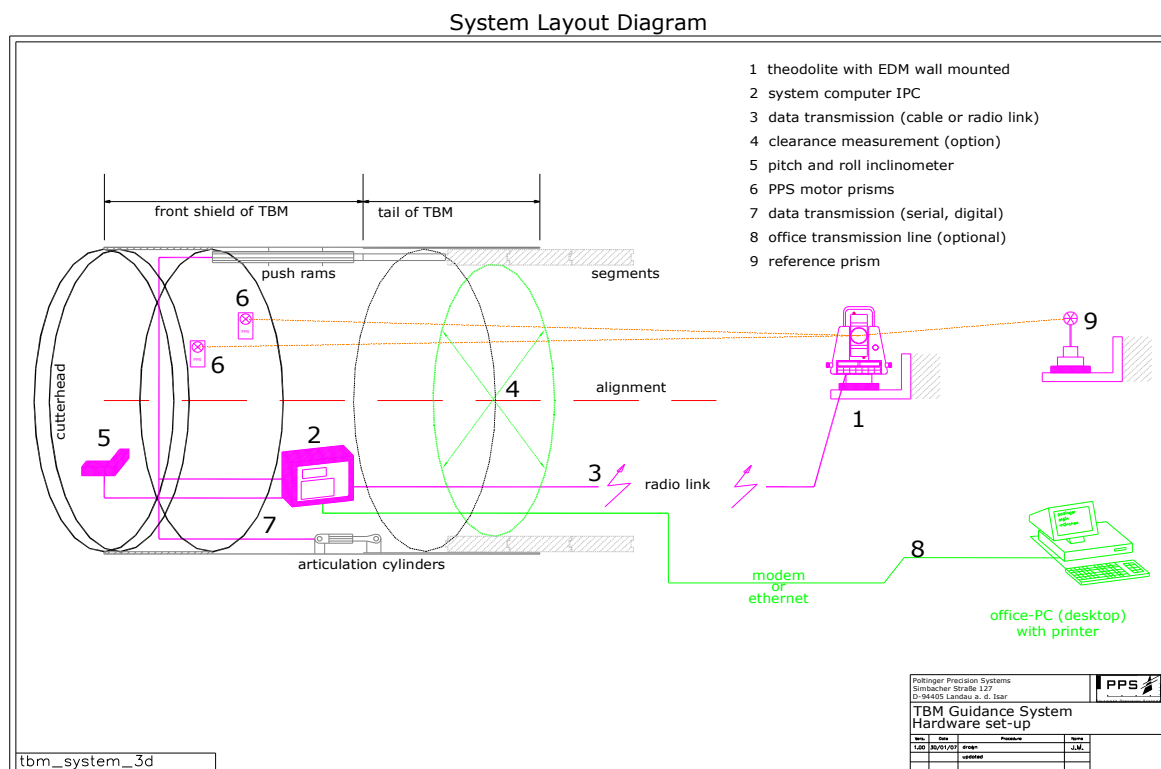 System Layout Diagram
1 theodolite with EDM wall mounted
2 system computer IPC
3 data transmission (cable or radio link)
4 clearance measurement (option)
5 pitch and roll inclinometer
6 PPS motor prisms
7 data transmission (serial, digital)
8 office transmission line (optional)
9 reference prism
front shield of TBM
tail of TBM
push rams
segments
6
6
9
cutterhead
4
alignment
1
5
2
3
radio link
7
articulation cylinders
8
modem
or
ethernet
office-PC (desktop)
with printer
Poltinger Precision Systems
Simbacher Straße 127
D-94405 Landau a. d. Isar
PPS
TBM Guidance System
Hardware set-up
Vers. Date Procedure Name
1.00 30/01/07 drawn J.M.
updated
tbm_system_3d